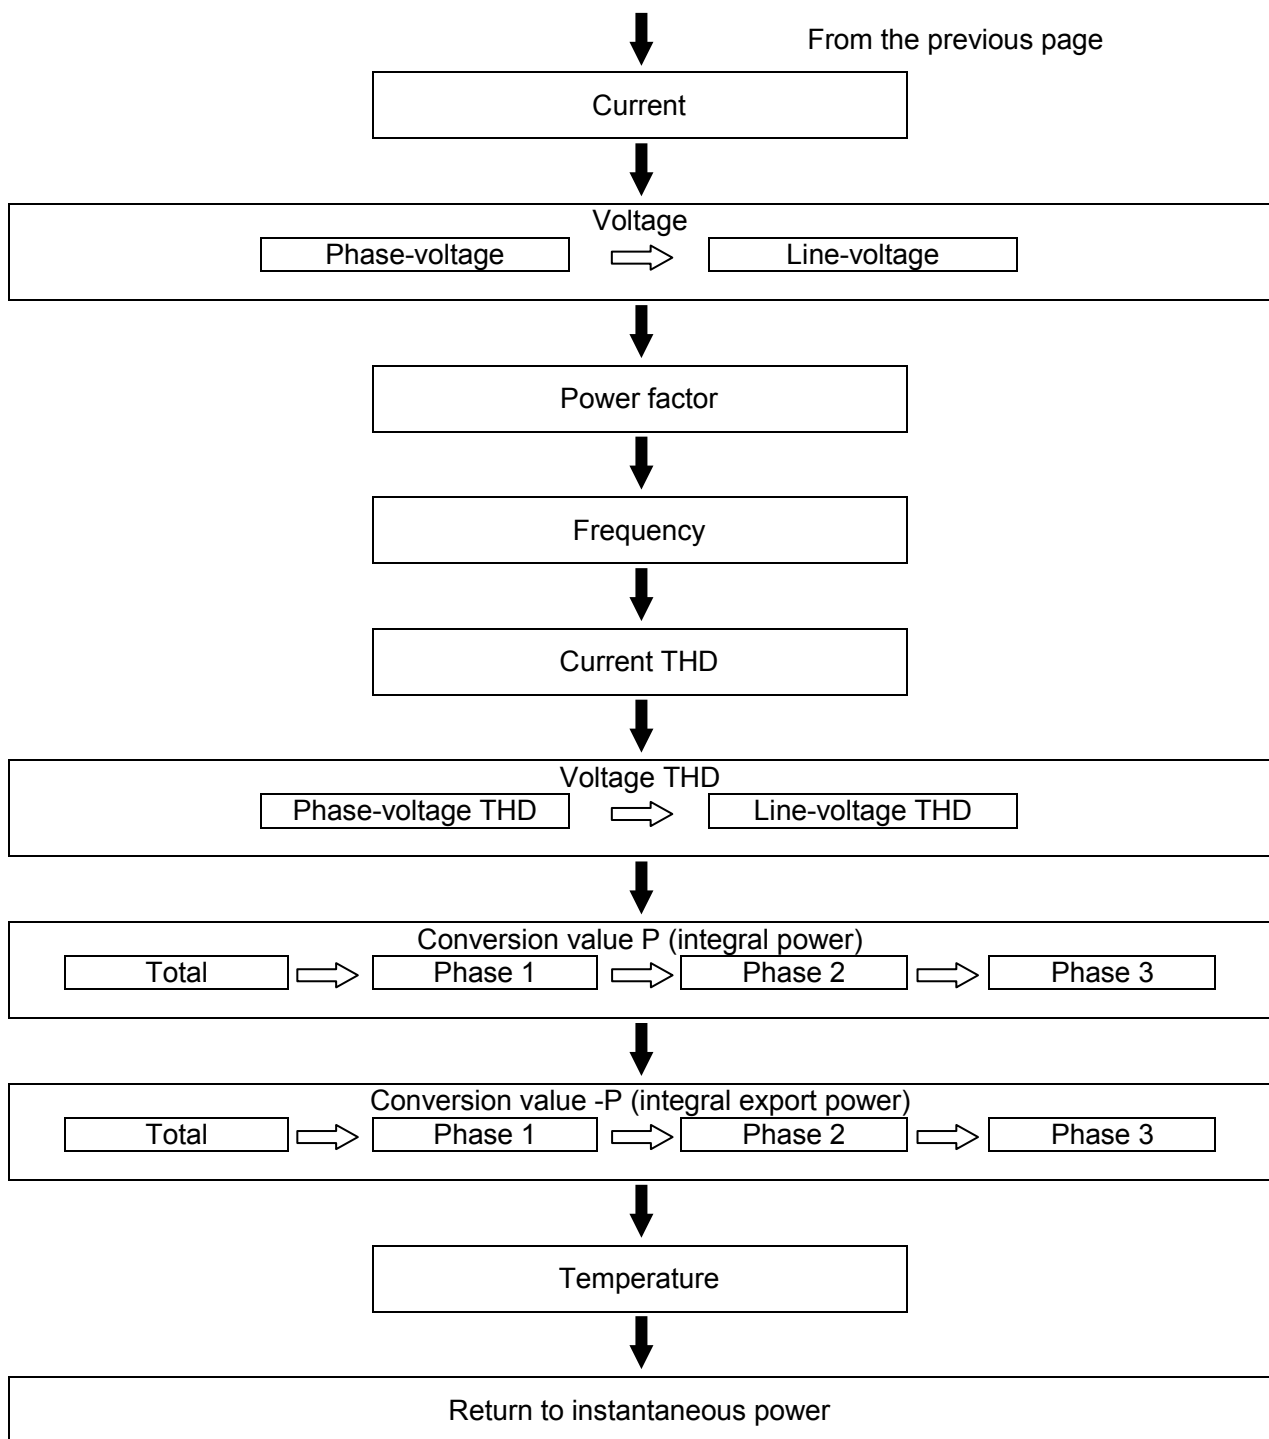 From the previous page
Current
Voltage
Phase-voltage Line-voltage
Power factor
Frequency
Current THD
Voltage THD
Phase-voltage THD Line-voltage THD
Conversion value P (integral power)
Total Phase 1 Phase 2 Phase 3
Conversion value -P (integral export power)
Total Phase 1 Phase 2 Phase 3
Temperature
Return to instantaneous power